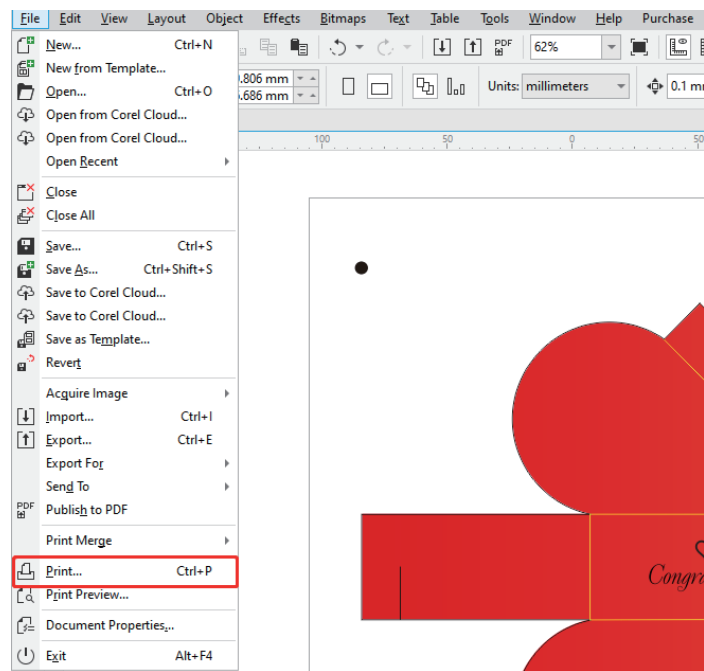 File Edit View Layout Object Effects Bitmaps Text Table Tools Window Help Purchase
New... Ctrl+N
New from Template...
Open... Ctrl+O
Open from Corel Cloud...
Open from Corel Cloud...
Open Recent
Close
Close All
Save... Ctrl+S
Save As... Ctrl+Shift+S
Save to Corel Cloud...
Save to Corel Cloud...
Save as Template...
Revert
Acquire Image
Import... Ctrl+I
Export... Ctrl+E
Export For
Send To
PDF Publish to PDF
Print Merge
Print... Ctrl+P
Print Preview...
Document Properties...
Exit Alt+F4
PDF 62%
.806 mm
.686 mm
Units: millimeters 0.1 m
100 50 0 50
Congra